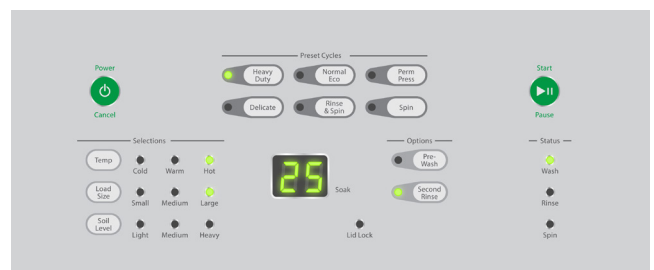 Preset Cycles
Power
Heavy
Duty
Normal
Eco
Perm
Press
Start
Cancel
Delicate
Rinse
& Spin
Spin
Pause
Selections
Options
Status
Temp
Cold
Warm
Hot
Pre-
Wash
Wash
25
Soak
Load
Size
Small
Medium
Large
Second
Rinse
Rinse
Soil
Level
Light
Medium
Heavy
Lid Lock
Spin